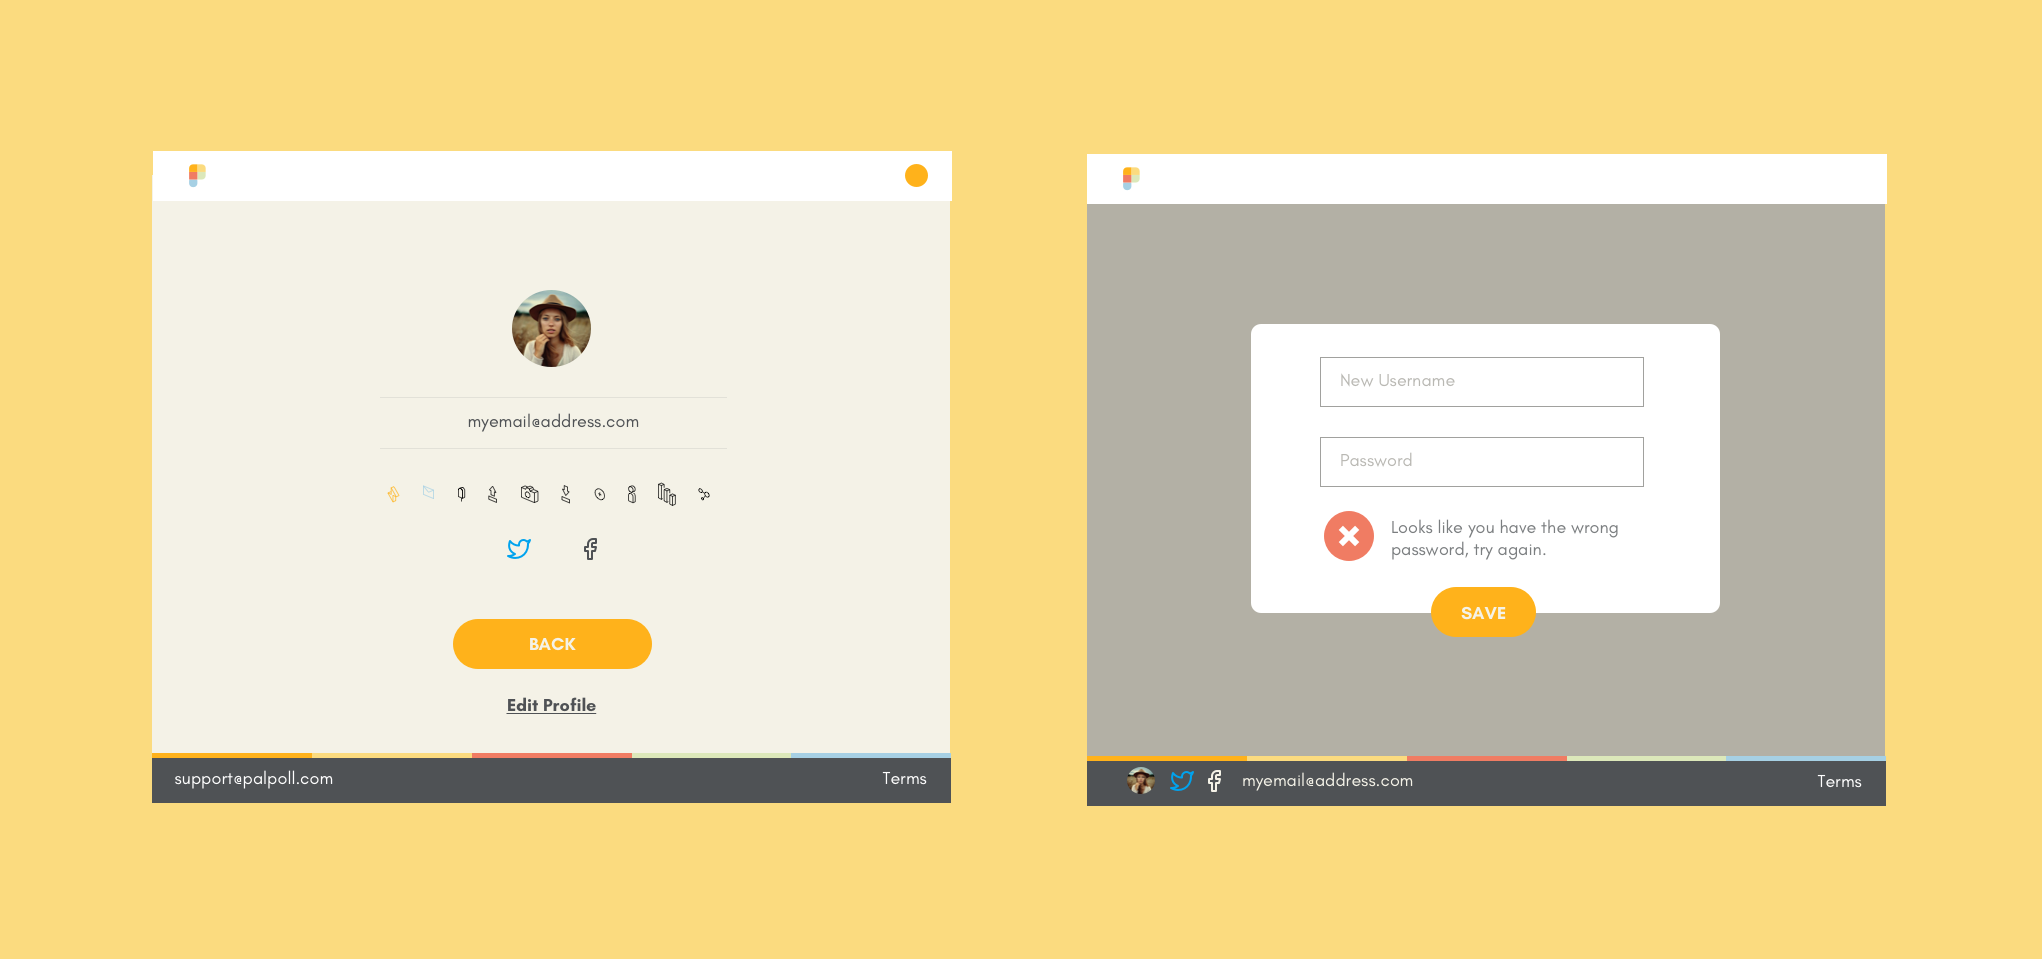 myemail@address.com
BACK
Edit Profile
support@palpoll.com
Terms
New Username
Password
Looks like you have the wrong
password, try again.
SAVE
myemail@address.com
Terms